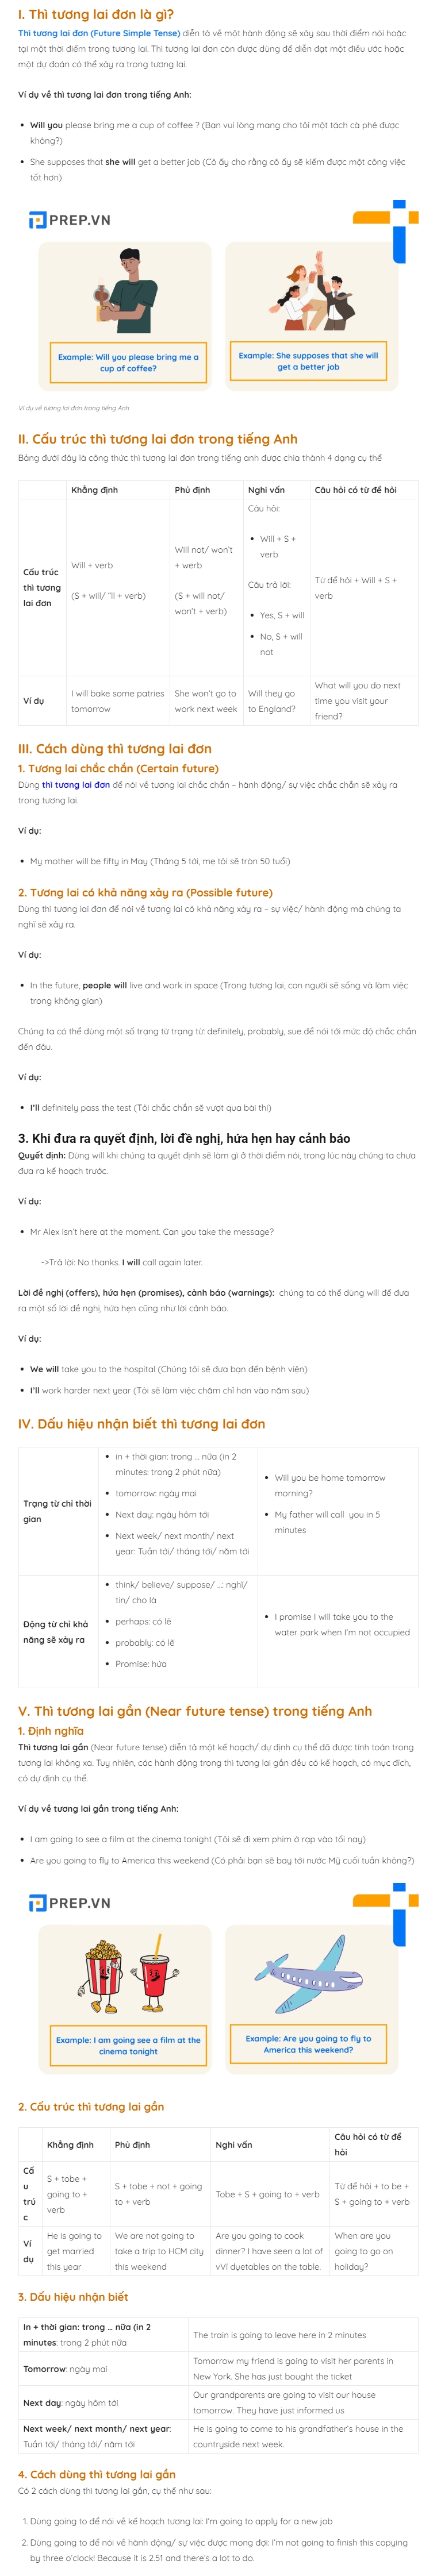 I. Thì tương lai đơn là gì?
Thì tương lai đơn (Future Simple Tense) diễn tả về một hành động sẽ xảy sau thời điểm nói hoặc
tại một thời điểm trong tương lai. Thì tương lai đơn còn được dùng để diễn đạt một điều ước hoặc
một dự đoán có thể xảy ra trong tương lai.
Ví dụ về thì tương lai đơn trong tiếng Anh:
Will you please bring me a cup of coffee ? (Bạn vui lòng mang cho tôi một tách cà phê được
không?)
She supposes that she will get a better job (Cô ấy cho rằng cô ấy sẽ kiếm được một công việc
tốt hơn)
PREP.VN
Example: Will you please bring me a
cup of coffee?
Example: She supposes that she will
get a better job
Ví dụ về tương lai đơn trong tiếng Anh
II. Cấu trúc thì tương lai đơn trong tiếng Anh
Bảng dưới đây là công thức thì tương lai đơn trong tiếng anh được chia thành 4 dạng cụ thể
Khẳng định
Phủ định
Nghi vấn
Câu hỏi có từ để hỏi
Cấu trúc
thì tương
lai đơn
Will + verb
(S + will/ ‘’ll + verb)
Will not/ won’t
+ werb
(S + will not/
won’t + verb)
Câu hỏi:
Will + S +
verb
Câu trả lời:
Yes, S + will
No, S + will
not
Từ để hỏi + Will + S +
verb
Ví dụ
I will bake some patries
tomorrow
She won’t go to
work next week
Will they go
to England?
What will you do next
time you visit your
friend?
III. Cách dùng thì tương lai đơn
1. Tương lai chắc chắn (Certain future)
Dùng thì tương lai đơn để nói về tương lai chắc chắn – hành động/ sự việc chắc chắn sẽ xảy ra
trong tương lai.
Ví dụ:
My mother will be fifty in May (Tháng 5 tới, mẹ tôi sẽ tròn 50 tuổi)
2. Tương lai có khả năng xảy ra (Possible future)
Dùng thì tương lai đơn để nói về tương lai có khả năng xảy ra – sự việc/ hành động mà chúng ta
nghĩ sẽ xảy ra.
Ví dụ:
In the future, people will live and work in space (Trong tương lai, con người sẽ sống và làm việc
trong không gian)
Chúng ta có thể dùng một số trạng từ trạng từ: definitely, probably, sue để nói tới mức độ chắc chắn
đến đâu.
Ví dụ:
I’ll definitely pass the test (Tôi chắc chắn sẽ vượt qua bài thi)
3. Khi đưa ra quyết định, lời đề nghị, hứa hẹn hay cảnh báo
Quyết định: Dùng will khi chúng ta quyết định sẽ làm gì ở thời điểm nói, trong lúc này chúng ta chưa
đưa ra kế hoạch trước.
Ví dụ:
Mr Alex isn’t here at the moment. Can you take the message?
->Trả lời: No thanks. I will call again later.
Lời đề nghị (offers), hứa hẹn (promises), cảnh báo (warnings): chúng ta có thể dùng will để đưa
ra một số lời đề nghị, hứa hẹn cũng như lời cảnh báo.
Ví dụ:
We will take you to the hospital (Chúng tôi sẽ đưa bạn đến bệnh viện)
I’ll work harder next year (Tôi sẽ làm việc chăm chỉ hơn vào năm sau)
IV. Dấu hiệu nhận biết thì tương lai đơn
Trạng từ chỉ thời
gian
in + thời gian: trong … nữa (in 2
minutes: trong 2 phút nữa)
tomorrow: ngày mai
Next day: ngày hôm tới
Next week/ next month/ next
year: Tuần tới/ tháng tới/ năm tới
Will you be home tomorrow
morning?
My father will call you in 5
minutes
Động từ chỉ khả
năng sẽ xảy ra
think/ believe/ suppose/ …: nghĩ/
tin/ cho là
perhaps: có lẽ
probably: có lẽ
Promise: hứa
I promise I will take you to the
water park when I’m not occupied
V. Thì tương lai gần (Near future tense) trong tiếng Anh
1. Định nghĩa
Thì tương lai gần (Near future tense) diễn tả một kế hoạch/ dự định cụ thể đã được tính toán trong
tương lai không xa. Tuy nhiên, các hành động trong thì tương lai gần đều có kế hoạch, có mục đích,
có dự định cụ thể.
Ví dụ về tương lai gần trong tiếng Anh:
I am going to see a film at the cinema tonight (Tôi sẽ đi xem phim ở rạp vào tối nay)
Are you going to fly to America this weekend (Có phải bạn sẽ bay tới nước Mỹ cuối tuần không?)
PREP.VN
Example: I am going see a film at the
cinema tonight
Example: Are you going to fly to
America this weekend?
2. Cấu trúc thì tương lai gần
Khẳng định
Phủ định
Nghi vấn
Câu hỏi có từ để
hỏi
Cấ
u
trú
c
S + tobe +
going to +
verb
S + tobe + not + going
to + verb
Tobe + S + going to + verb
Từ để hỏi + to be +
S + going to + verb
Ví
dụ
He is going to
get married
this year
We are not going to
take a trip to HCM city
this weekend
Are you going to cook
dinner? I have seen a lot of
vVí dụetables on the table.
When are you
going to go on
holiday?
3. Dấu hiệu nhận biết
In + thời gian: trong … nữa (in 2
minutes: trong 2 phút nữa
The train is going to leave here in 2 minutes
Tomorrow: ngày mai
Tomorrow my friend is going to visit her parents in
New York. She has just bought the ticket
Next day: ngày hôm tới
Our grandparents are going to visit our house
tomorrow. They have just informed us
Next week/ next month/ next year:
Tuần tới/ tháng tới/ năm tới
He is going to come to his grandfather’s house in the
countryside next week.
4. Cách dùng thì tương lai gần
Có 2 cách dùng thì tương lai gần, cụ thể như sau:
1. Dùng going to để nói về kế hoạch tương lai: I’m going to apply for a new job
2. Dùng going to để nói về hành động/ sự việc được mong đợi: I’m not going to finish this copying
by three o’clock! Because it is 2.51 and there’s a lot to do.